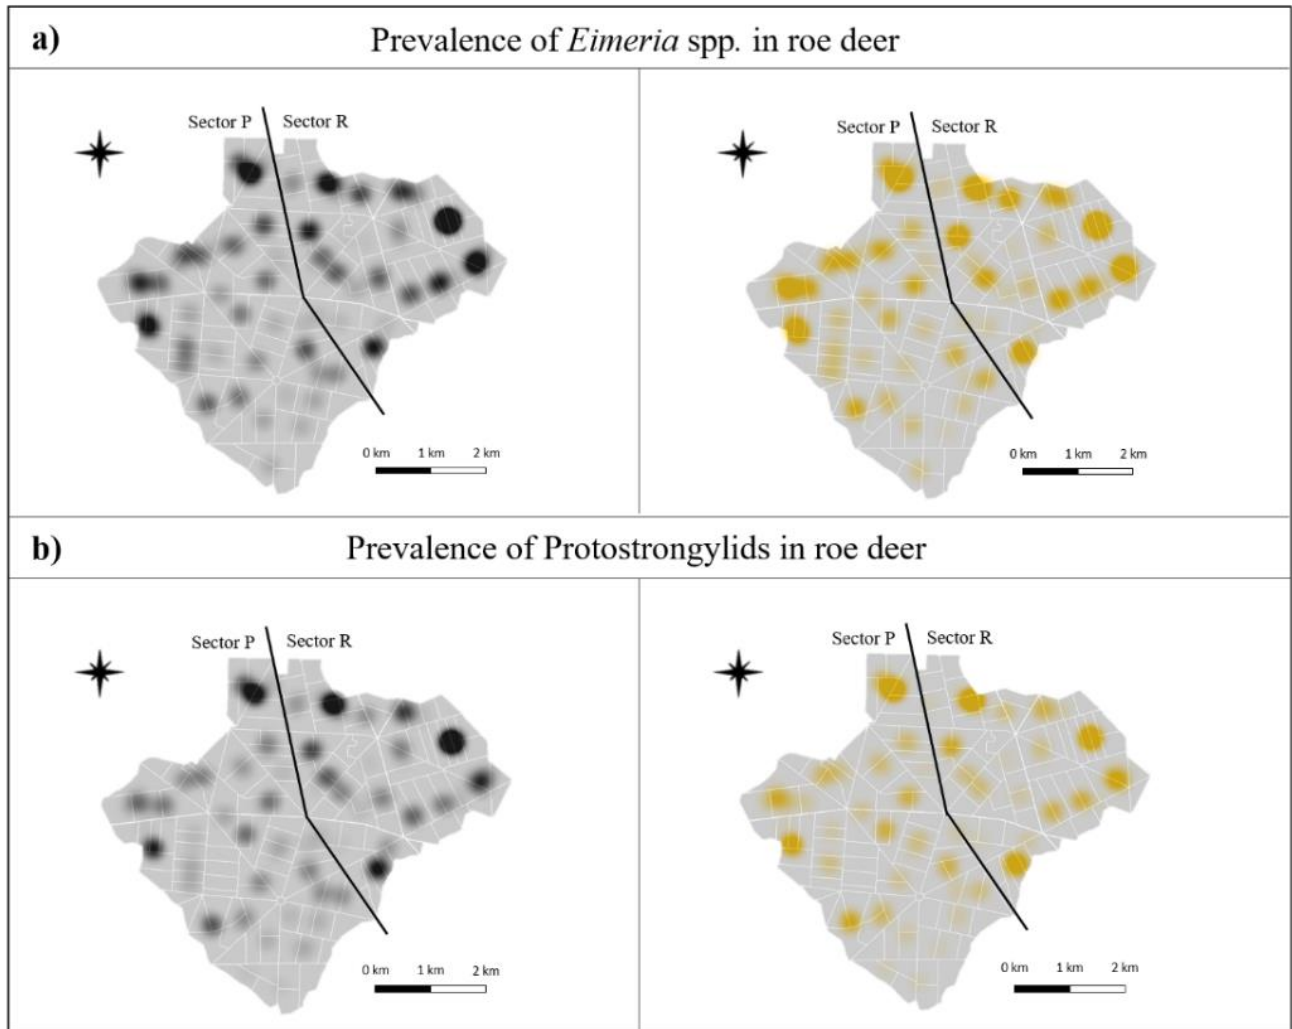 a) Prevalence of Eimeria spp. in roe deer
Sector P Sector R
0 km 1 km 2 km
Sector P Sector R
0 km 1 km 2 km
b) Prevalence of Protostrongylids in roe deer
Sector P Sector R
0 km 1 km 2 km
Sector P Sector R
0 km 1 km 2 km